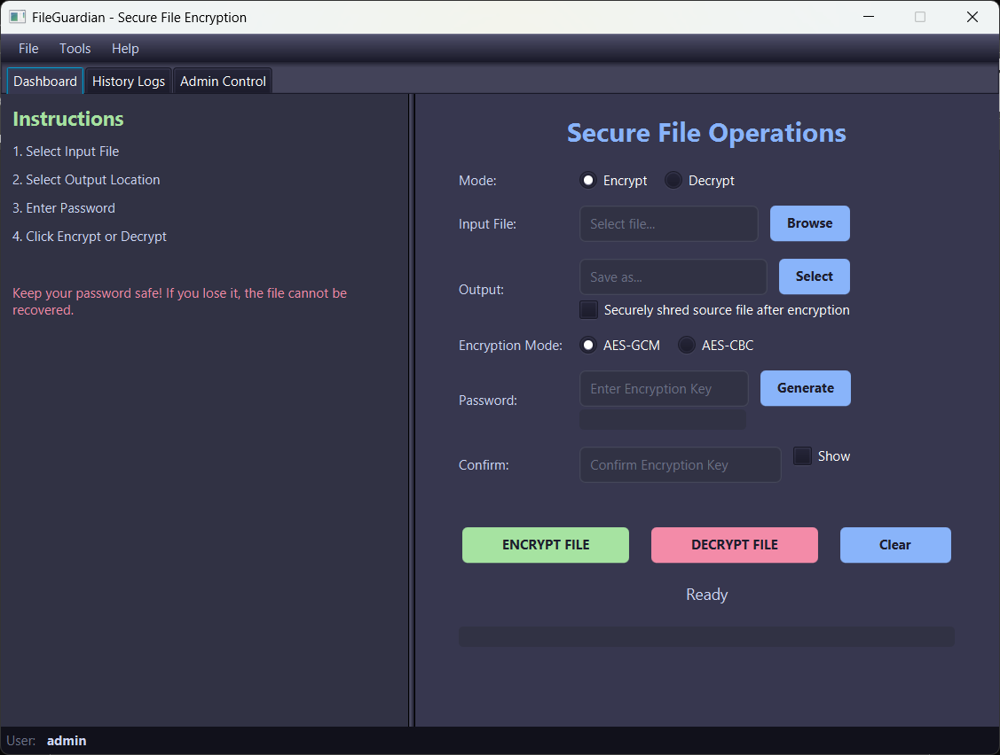 FileGuardian - Secure File Encryption
File Tools Help
Dashboard History Logs Admin Control
Instructions
1. Select Input File
2. Select Output Location
3. Enter Password
4. Click Encrypt or Decrypt
Keep your password safe! If you lose it, the file cannot be
recovered.
Secure File Operations
Mode: Encrypt Decrypt
Input File: Select file... Browse
Output: Save as... Select
Securely shred source file after encryption
Encryption Mode: AES-GCM AES-CBC
Password: Enter Encryption Key Generate
Confirm: Confirm Encryption Key Show
ENCRYPT FILE DECRYPT FILE Clear
Ready
User: admin